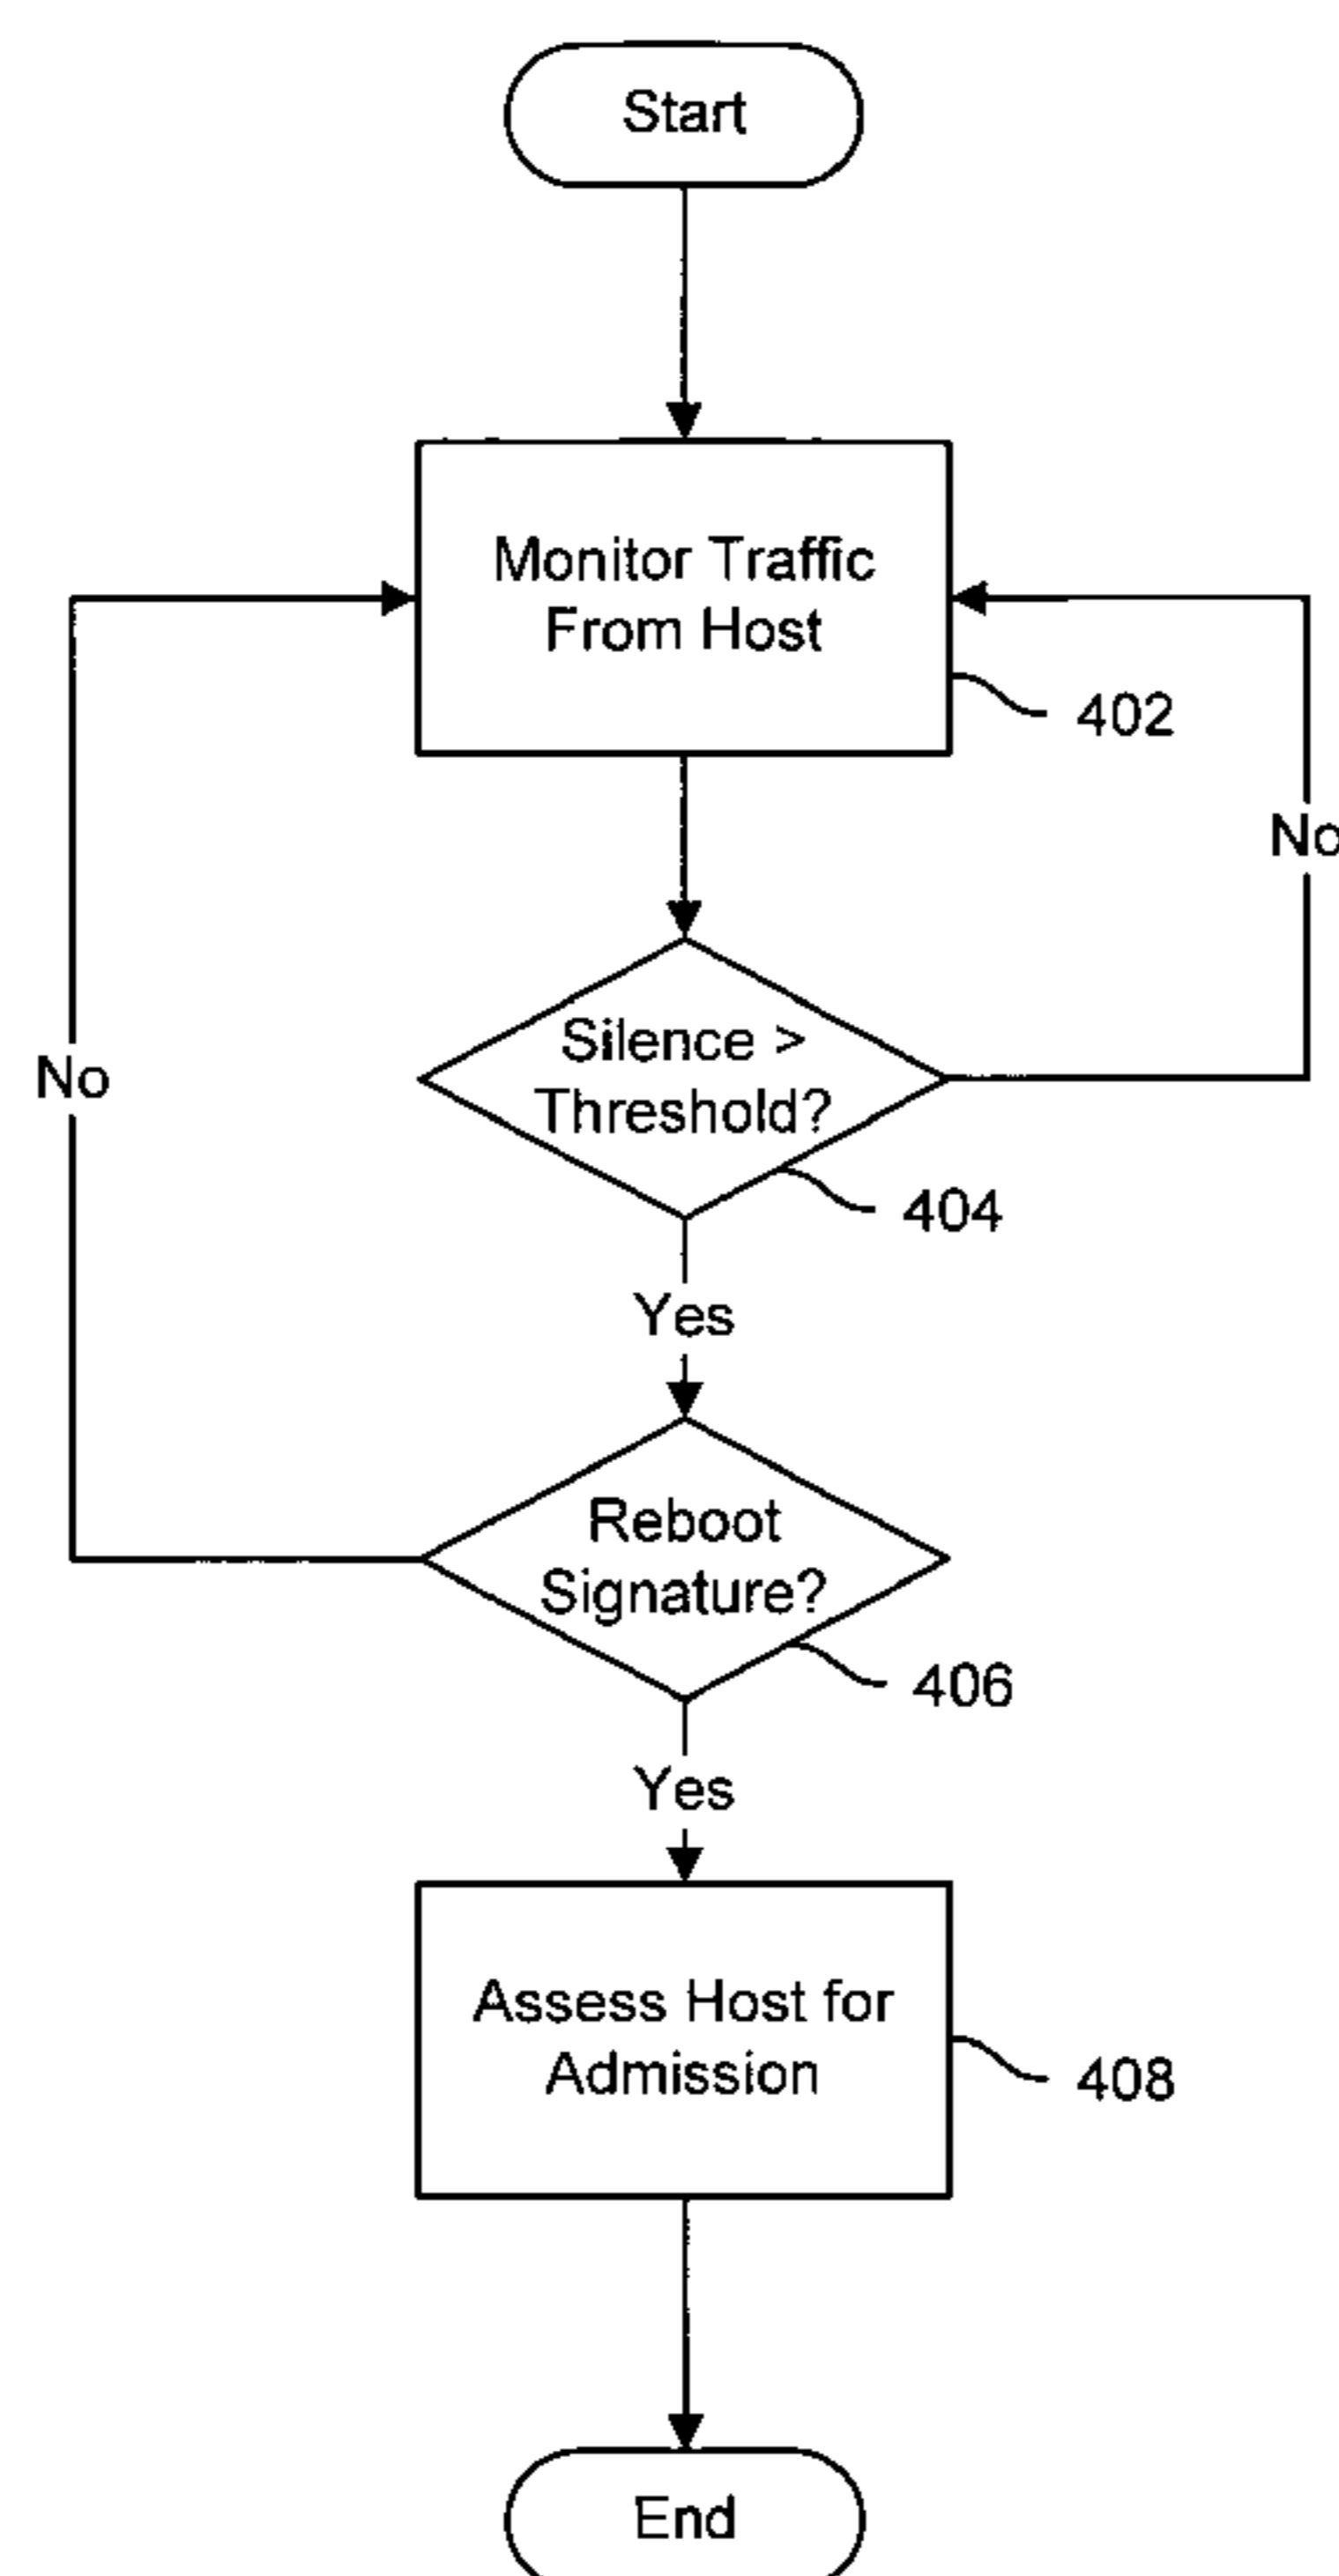 Start
Monitor Traffic
From Host
402
No
Silence >
Threshold?
No
404
Yes
Reboot
Signature?
406
Yes
Assess Host for
Admission
408
End